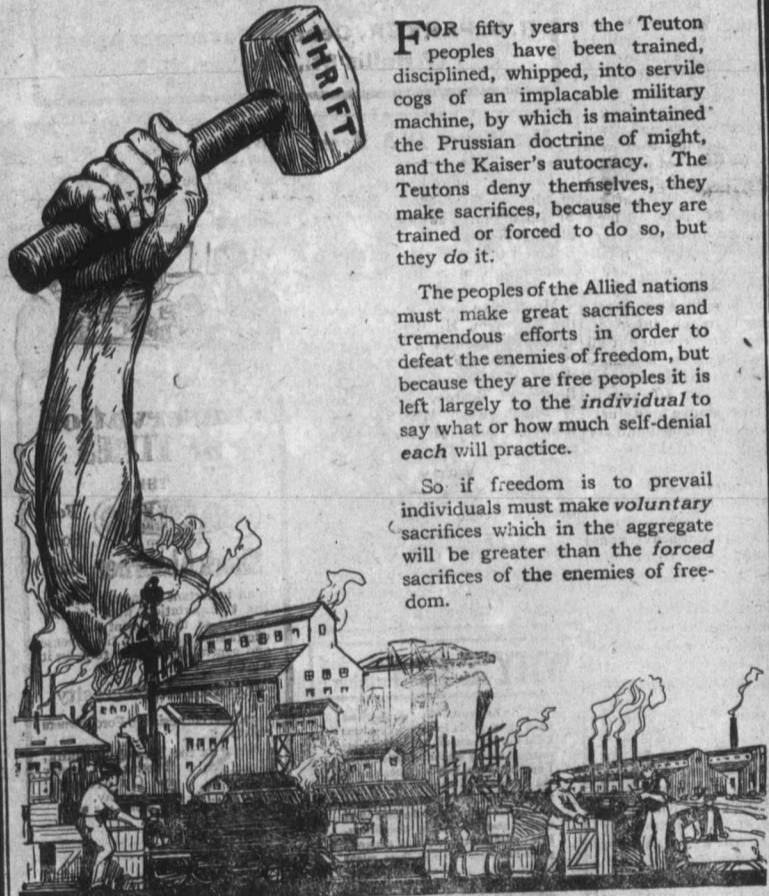 THRIFT
FOR fifty years the Teuton
peoples have been trained,
disciplined, whipped, into servile
cogs of an implacable military
machine, by which is maintained
the Prussian doctrine of might,
and the Kaiser's autocracy. The
Teutons deny themselves, they
make sacrifices, because they are
trained or forced to do so, but
they do it.
The peoples of the Allied nations
must make great sacrifices and
tremendous efforts in order to
defeat the enemies of freedom, but
because they are free peoples it is
left largely to the individual to
say what or how much self-denial
each will practice.
So if freedom is to prevail
individuals must make voluntary
sacrifices which in the aggregate
will be greater than the forced
sacrifices of the enemies of free-
dom.